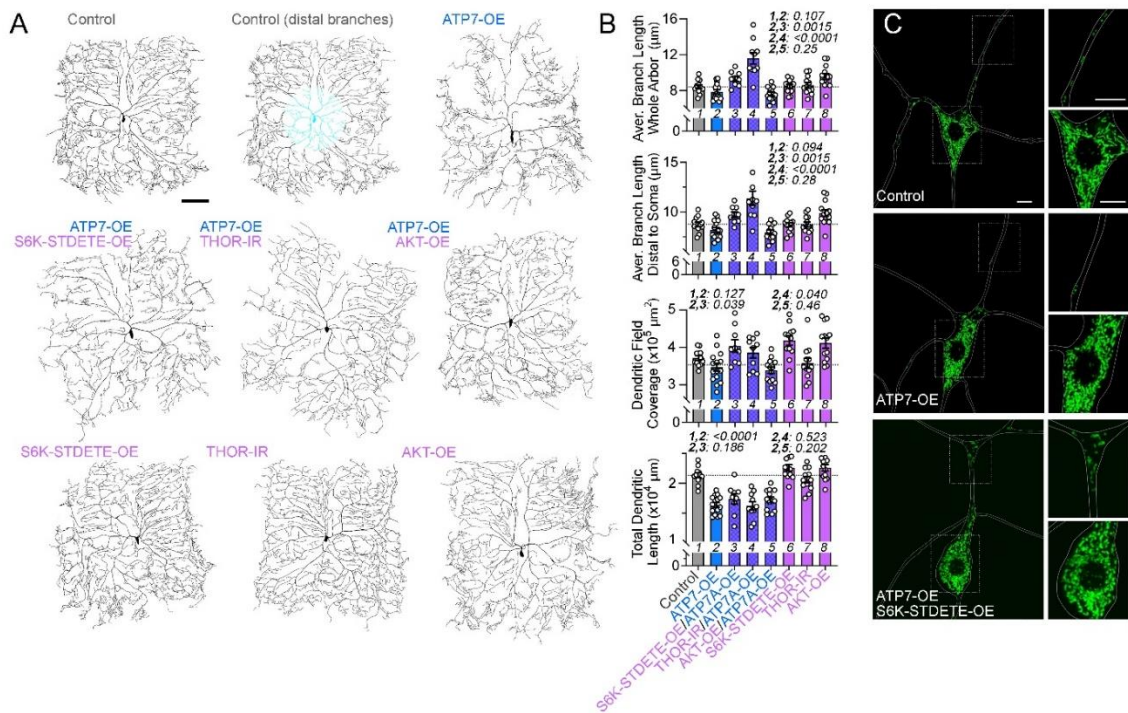 A
Control
Control (distal branches)
ATP7-OE
ATP7-OE
S6K-STDETE-OE
ATP7-OE
THOR-IR
ATP7-OE
AKT-OE
S6K-STDETE-OE
THOR-IR
AKT-OE
B
Aver. Branch Length
Whole Arbor (µm)
16
12
8
0
1,2: 0.107
2,3: 0.0015
2,4: <0.0001
2,5: 0.25
1 2 3 4 5 6 7 8
Aver. Branch Length
Distal to Soma (µm)
15
10
6
0
1,2: 0.094
2,3: 0.0015
2,4: <0.0001
2,5: 0.28
1 2 3 4 5 6 7 8
Dendritic Field
Coverage (x10⁵ µm²)
5
4
3
0
1,2: 0.127
2,3: 0.039
2,4: 0.040
2,5: 0.46
1 2 3 4 5 6 7 8
Total Dendritic
Length (x10⁴ µm)
2
1
0
1,2: <0.0001
2,3: 0.186
2,4: 0.523
2,5: 0.202
1 2 3 4 5 6 7 8
Control
ATP7-OE
S6K-STDETE-OE/ATP7A-OE
THOR-IR/ATP7A-OE
AKT-OE/ATP7A-OE
S6K-STDETE-OE
THOR-IR
AKT-OE
C
Control
ATP7-OE
ATP7-OE
S6K-STDETE-OE